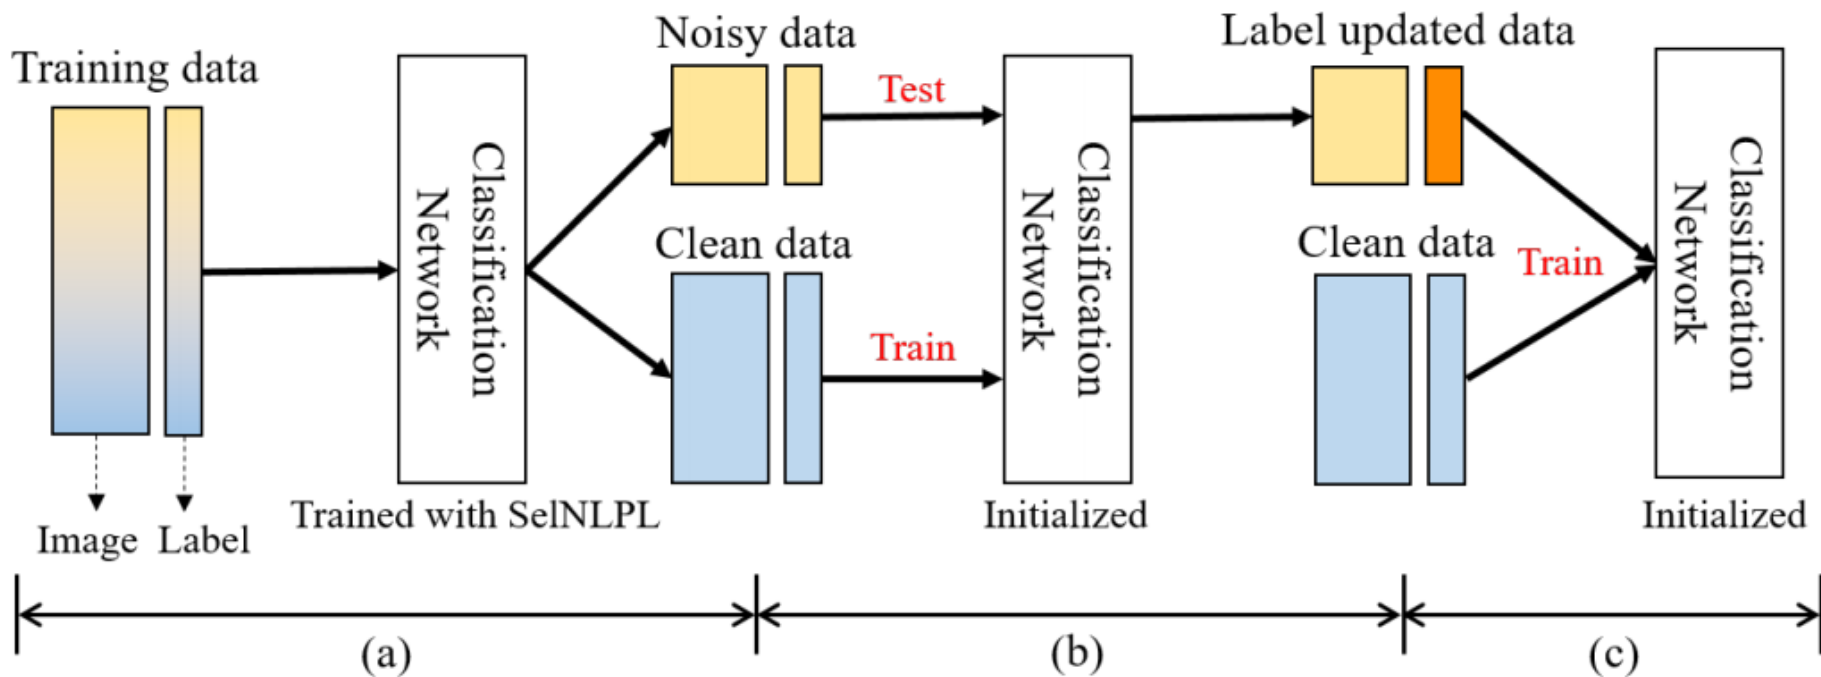 Training data
Image
Label
Classification
Network
Trained with SelNLPL
Noisy data
Clean data
Test
Train
Classification
Network
Initialized
Label updated data
Clean data
Train
Classification
Network
Initialized
(a)
(b)
(c)